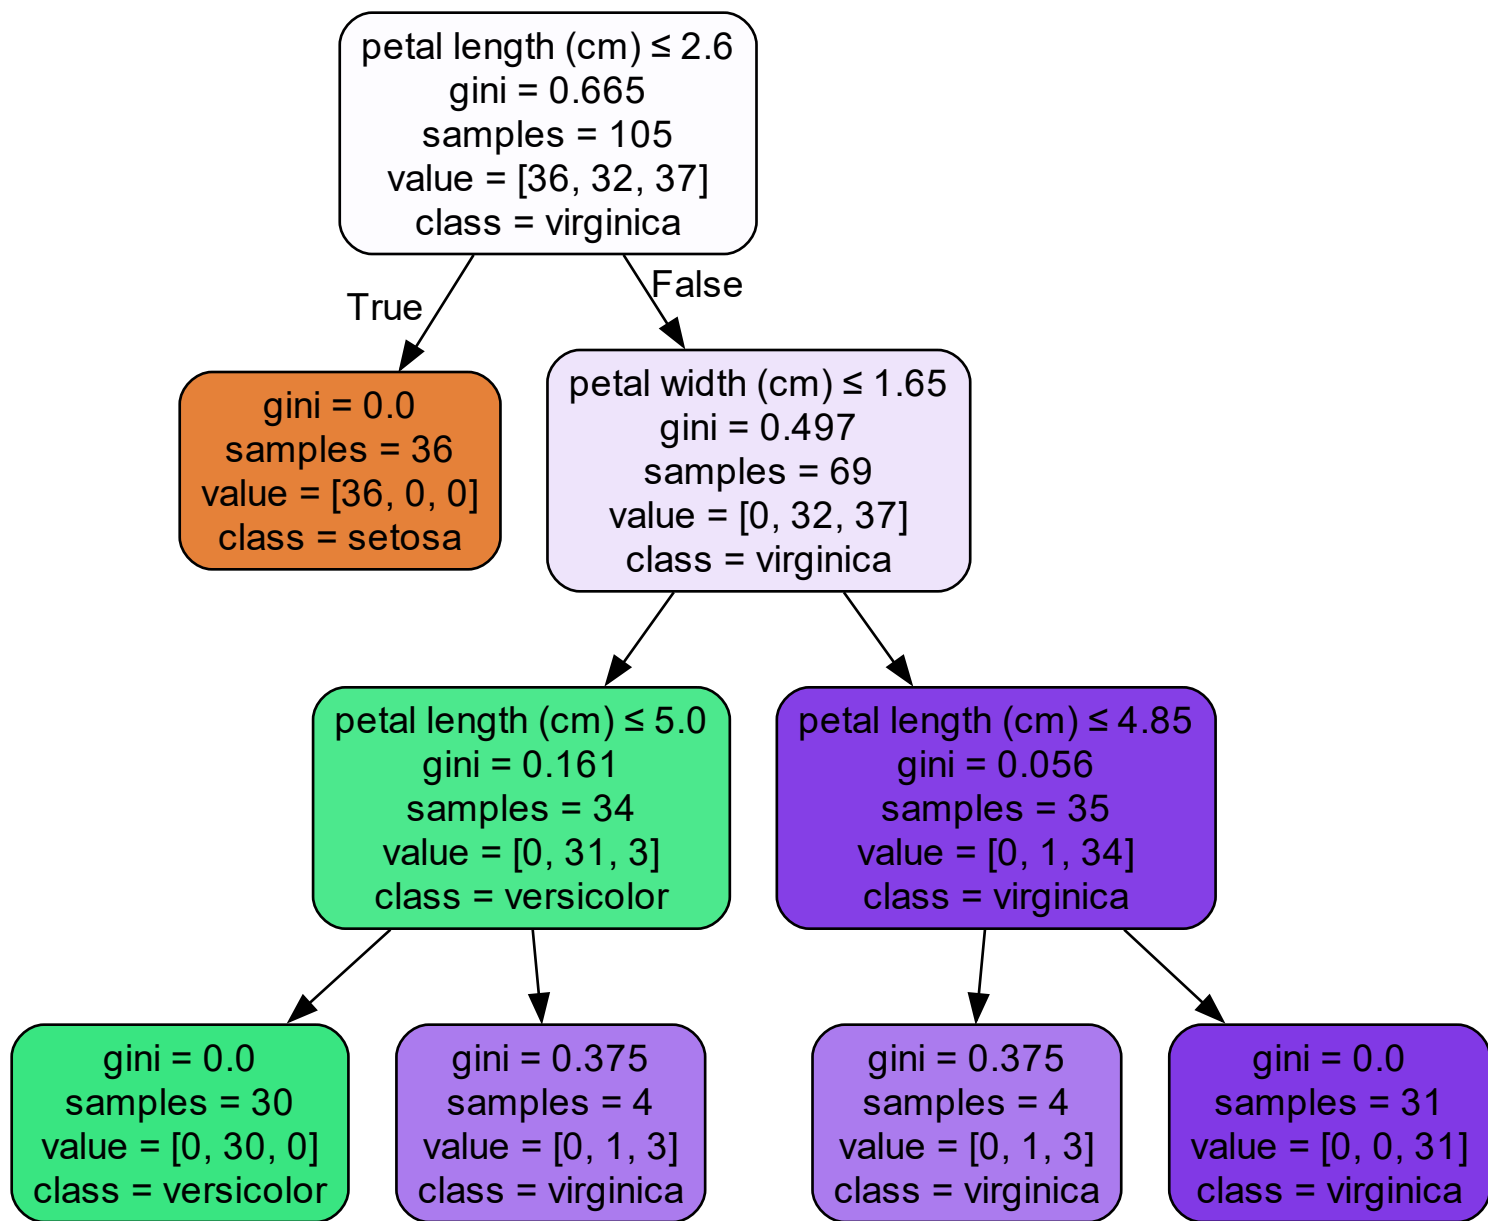 petal length (cm) ≤ 2.6
gini = 0.665
samples = 105
value = [36, 32, 37]
class = virginica
True
False
gini = 0.0
samples = 36
value = [36, 0, 0]
class = setosa
petal width (cm) ≤ 1.65
gini = 0.497
samples = 69
value = [0, 32, 37]
class = virginica
petal length (cm) ≤ 5.0
gini = 0.161
samples = 34
value = [0, 31, 3]
class = versicolor
petal length (cm) ≤ 4.85
gini = 0.056
samples = 35
value = [0, 1, 34]
class = virginica
gini = 0.0
samples = 30
value = [0, 30, 0]
class = versicolor
gini = 0.375
samples = 4
value = [0, 1, 3]
class = virginica
gini = 0.375
samples = 4
value = [0, 1, 3]
class = virginica
gini = 0.0
samples = 31
value = [0, 0, 31]
class = virginica